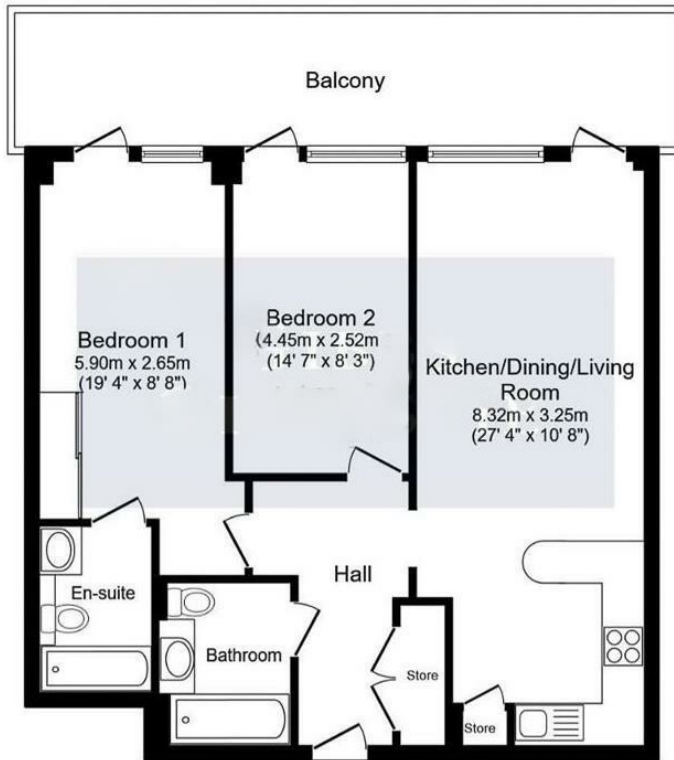 Balcony
Bedroom 1
5.90m x 2.65m
(19' 4" x 8' 8")
Bedroom 2
(4.45m x 2.52m
(14' 7" x 8' 3")
Kitchen/Dining/Living
Room
8.32m x 3.25m
(27' 4" x 10' 8")
En-suite
Hall
Bathroom
Store
Store